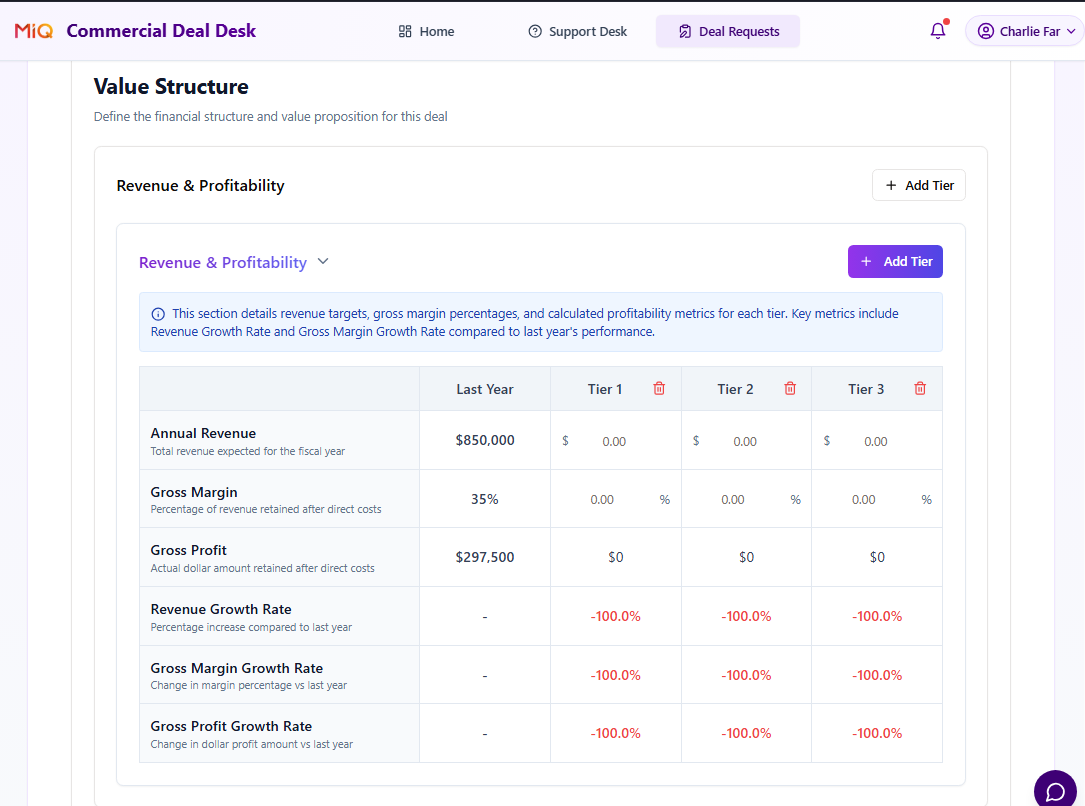 MiQ Commercial Deal Desk Home Support Desk Deal Requests Charlie Far
Value Structure
Define the financial structure and value proposition for this deal
Revenue & Profitability + Add Tier
Revenue & Profitability + Add Tier
This section details revenue targets, gross margin percentages, and calculated profitability metrics for each tier. Key metrics include
Revenue Growth Rate and Gross Margin Growth Rate compared to last year's performance.
Last Year Tier 1 Tier 2 Tier 3
Annual Revenue
Total revenue expected for the fiscal year
$850,000 $ 0.00 $ 0.00 $ 0.00
Gross Margin
Percentage of revenue retained after direct costs
35% 0.00 % 0.00 % 0.00 %
Gross Profit
Actual dollar amount retained after direct costs
$297,500 $0 $0 $0
Revenue Growth Rate
Percentage increase compared to last year
- -100.0% -100.0% -100.0%
Gross Margin Growth Rate
Change in margin percentage vs last year
- -100.0% -100.0% -100.0%
Gross Profit Growth Rate
Change in dollar profit amount vs last year
- -100.0% -100.0% -100.0%